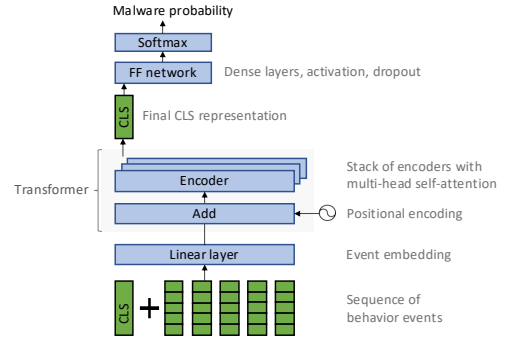 Malware probability
Softmax
FF network
Dense layers, activation, dropout
CLS
Final CLS representation
Transformer
Encoder
Stack of encoders with
multi-head self-attention
Add
Positional encoding
Linear layer
Event embedding
CLS
+
Sequence of
behavior events